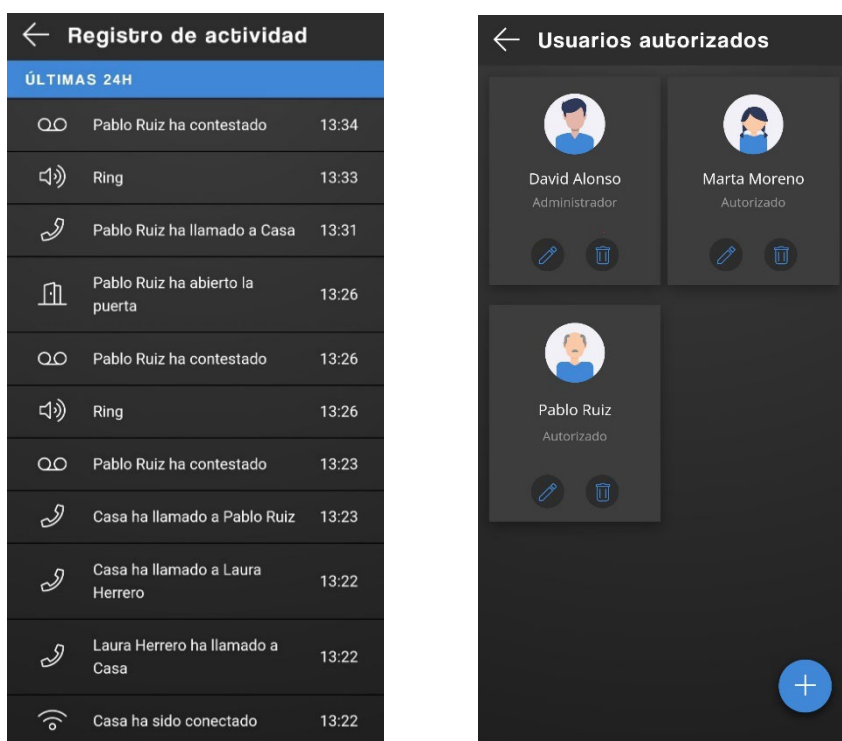 Registro de actividad
ÚLTIMAS 24H
Pablo Ruiz ha contestado 13:34
Ring 13:33
Pablo Ruiz ha llamado a Casa 13:31
Pablo Ruiz ha abierto la
puerta 13:26
Pablo Ruiz ha contestado 13:26
Ring 13:26
Pablo Ruiz ha contestado 13:23
Casa ha llamado a Pablo Ruiz 13:23
Casa ha llamado a Laura
Herrero 13:22
Laura Herrero ha llamado a
Casa 13:22
Casa ha sido conectado 13:22
Usuarios autorizados
David Alonso
Administrador
Marta Moreno
Autorizado
Pablo Ruiz
Autorizado